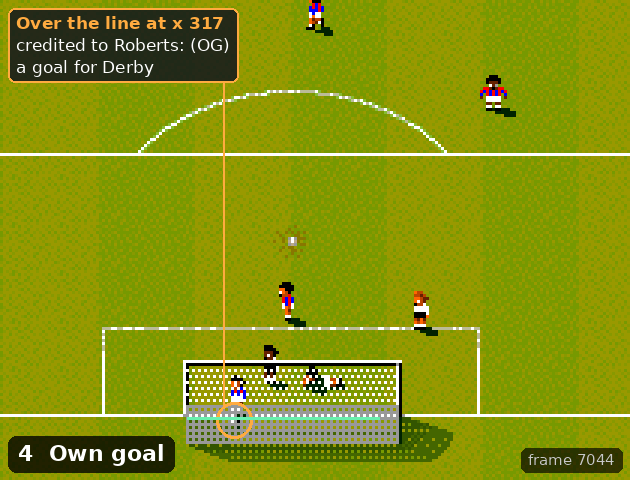 Over the line at x 317
credited to Roberts: (OG)
a goal for Derby
4 Own goal
frame 7044